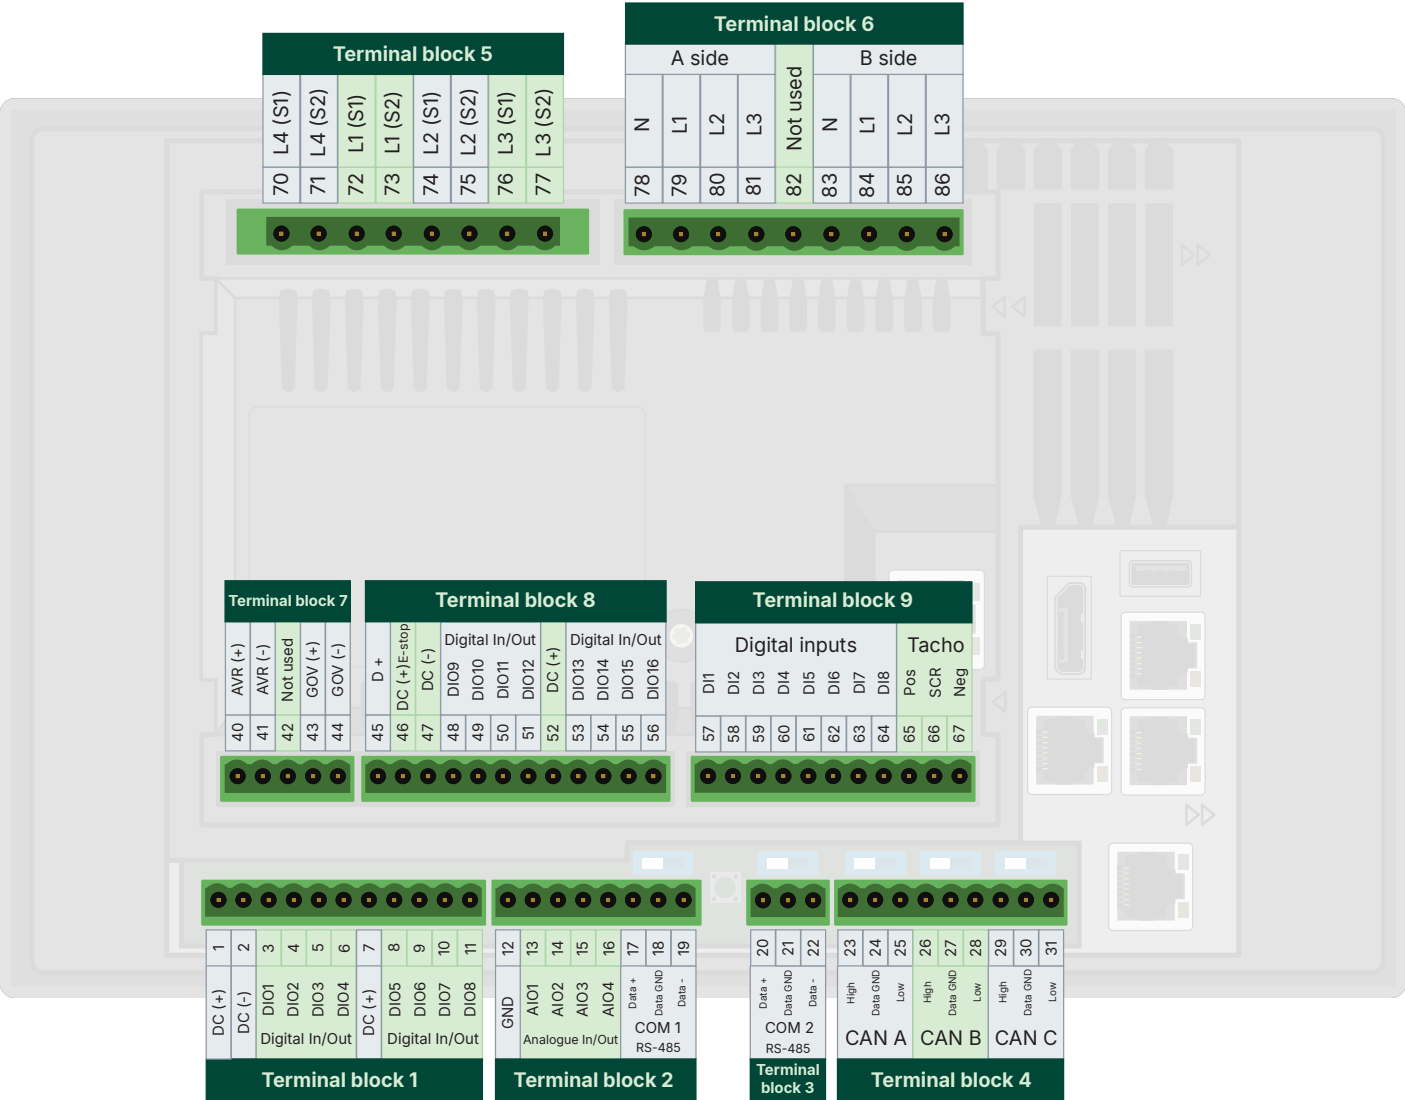 Terminal block 6
Terminal block 5
A side
Not used
B side
L4 (S1)
L4 (S2)
L1 (S1)
L1 (S2)
L2 (S1)
L2 (S2)
L3 (S1)
L3 (S2)
N
L1
L2
L3
N
L1
L2
L3
70 71 72 73 74 75 76 77
78 79 80 81 82 83 84 85 86
Terminal block 7
Terminal block 8
Terminal block 9
AVR (+)
AVR (-)
Not used
GOV (+)
GOV (-)
D +
DC (+) E-stop
DC (-)
Digital In/Out
DIO9
DIO10
DIO11
DIO12
DC (+)
Digital In/Out
DIO13
DIO14
DIO15
DIO16
Digital inputs
DI1
DI2
DI3
DI4
DI5
DI6
DI7
DI8
Tacho
Pos
SCR
Neg
40 41 42 43 44
45 46 47 48 49 50 51 52 53 54 55 56
57 58 59 60 61 62 63 64 65 66 67
1 2 3 4 5 6 7 8 9 10 11
12 13 14 15 16 17 18 19
20 21 22
23 24 25 26 27 28 29 30 31
DC (+)
DC (-)
DIO1
DIO2
DIO3
DIO4
Digital In/Out
DC (+)
DIO5
DIO6
DIO7
DIO8
Digital In/Out
GND
AIO1
AIO2
AIO3
AIO4
Analogue In/Out
Data +
Data GND
Data -
COM 1
RS-485
Data +
Data GND
Data -
COM 2
RS-485
High
Data GND
Low
CAN A
High
Data GND
Low
CAN B
High
Data GND
Low
CAN C
Terminal block 1
Terminal block 2
Terminal
block 3
Terminal block 4